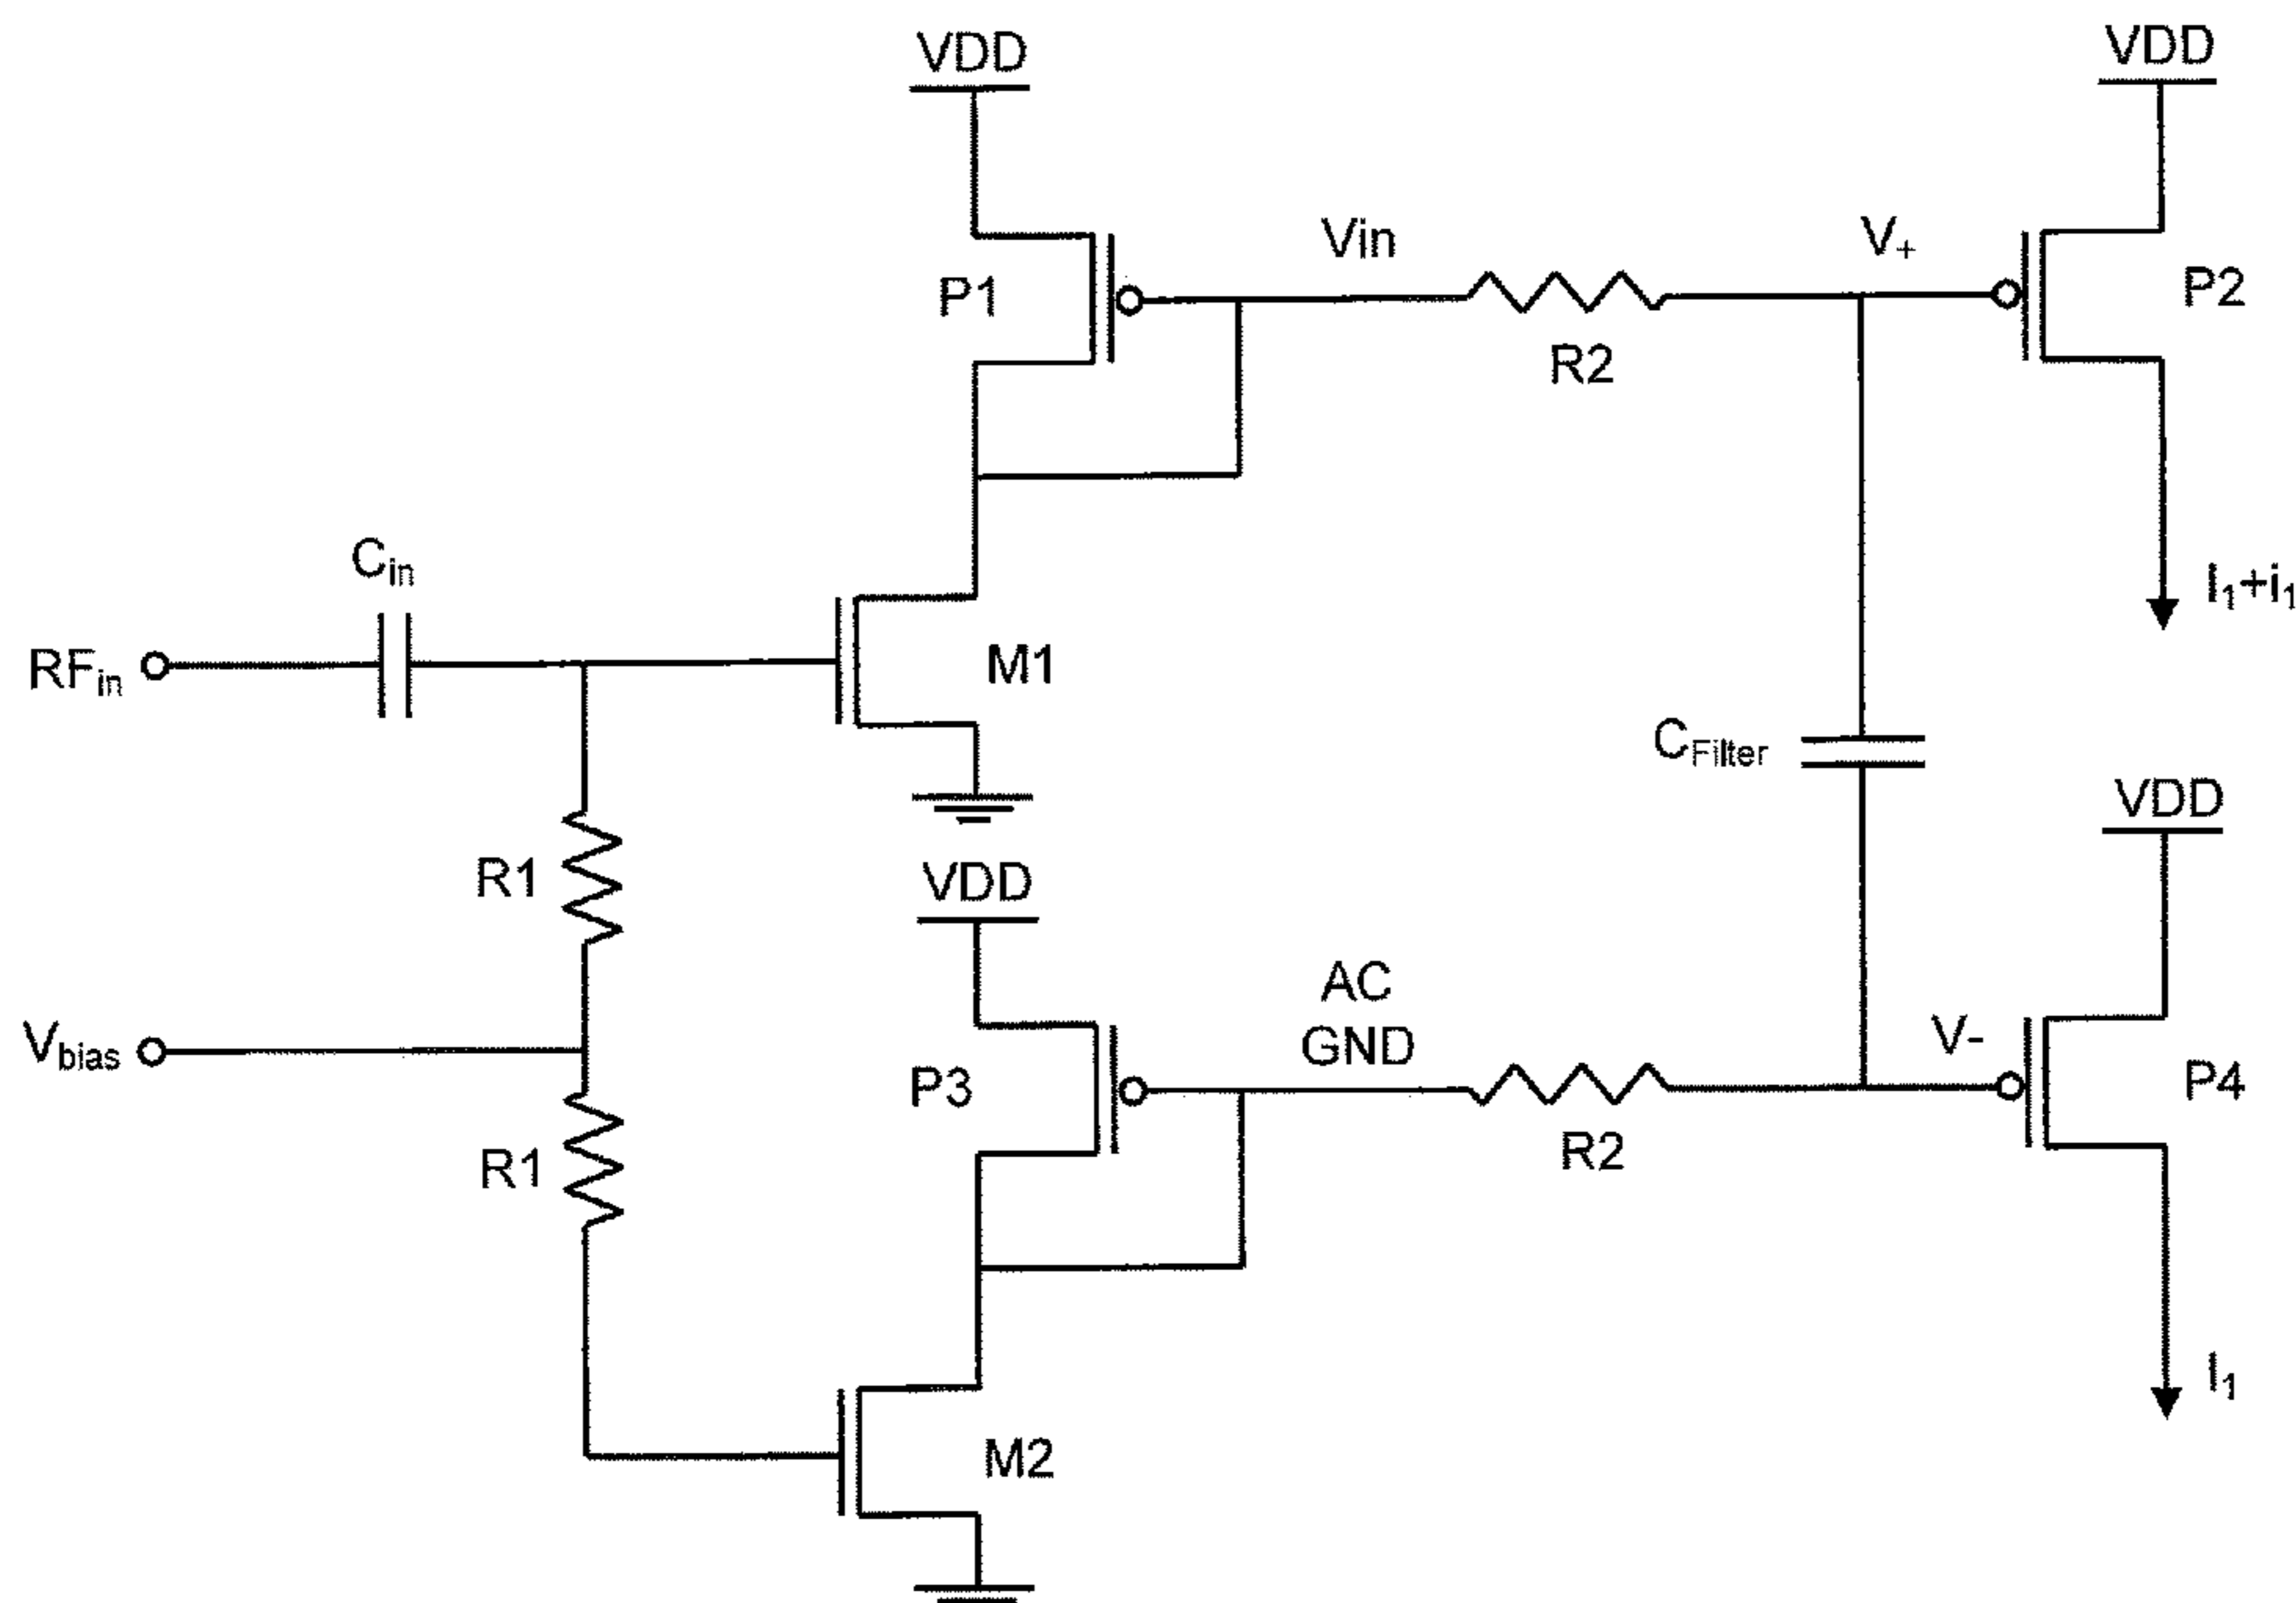 VDD
VDD
P1
Vin
R2
V+
P2
I1+i1
Cin
RFin
M1
CFilter
VDD
R1
VDD
AC
GND
V-
P4
Vbias
P3
R2
R1
I1
M2